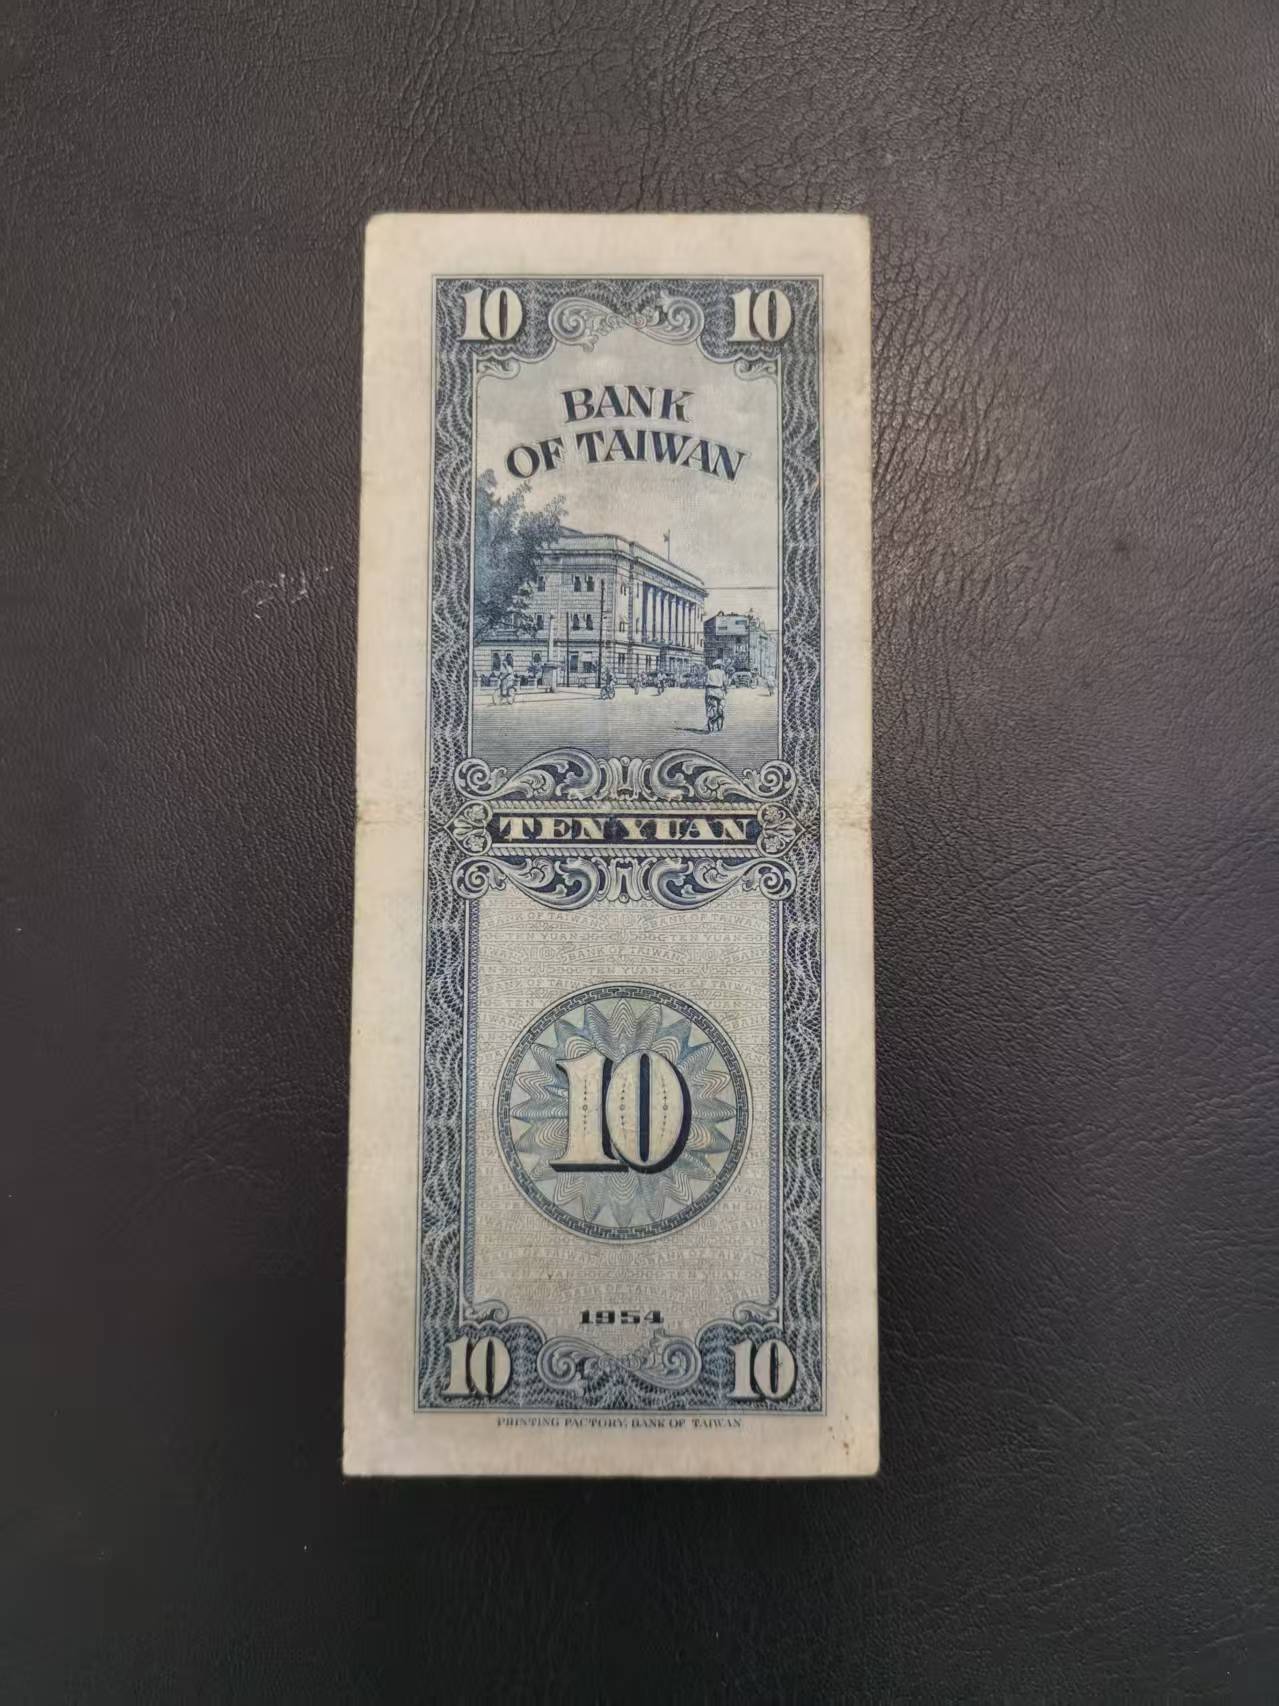 10 10
BANK
OF TAIWAN
TEN YUAN
10
1954
10 10
PRINTING FACTORY, BANK OF TAIWAN